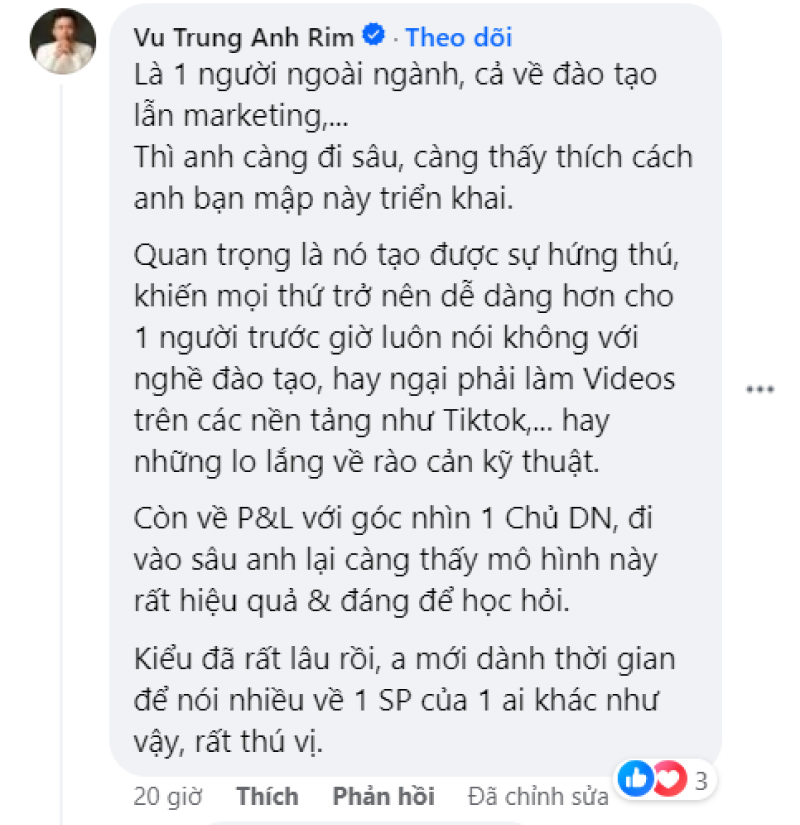 Vu Trung Anh Rim · Theo dõi
Là 1 người ngoài ngành, cả về đào tạo
lẫn marketing,...
Thì anh càng đi sâu, càng thấy thích cách
anh bạn mập này triển khai.
Quan trọng là nó tạo được sự hứng thú,
khiến mọi thứ trở nên dễ dàng hơn cho
1 người trước giờ luôn nói không với
nghề đào tạo, hay ngại phải làm Videos
trên các nền tảng như Tiktok,... hay
những lo lắng về rào cản kỹ thuật.
Còn về P&L với góc nhìn 1 Chủ DN, đi
vào sâu anh lại càng thấy mô hình này
rất hiệu quả & đáng để học hỏi.
Kiểu đã rất lâu rồi, a mới dành thời gian
để nói nhiều về 1 SP của 1 ai khác như
vậy, rất thú vị.
20 giờ Thích Phản hồi Đã chỉnh sửa 3